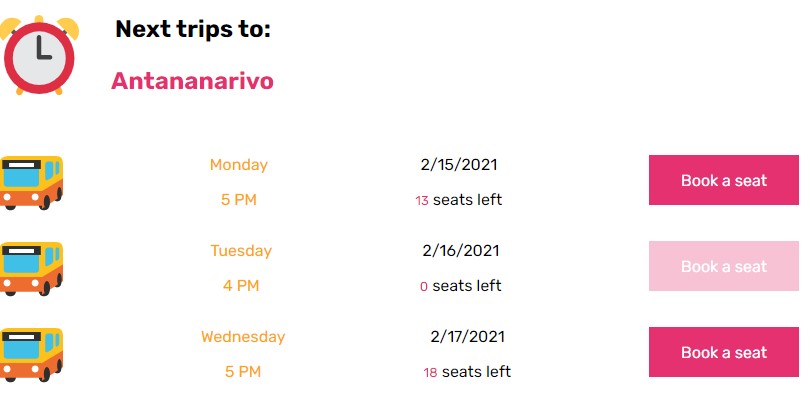 Next trips to:
Antananarivo
Monday 2/15/2021
5 PM 13 seats left
Book a seat
Tuesday 2/16/2021
4 PM 0 seats left
Book a seat
Wednesday 2/17/2021
5 PM 18 seats left
Book a seat